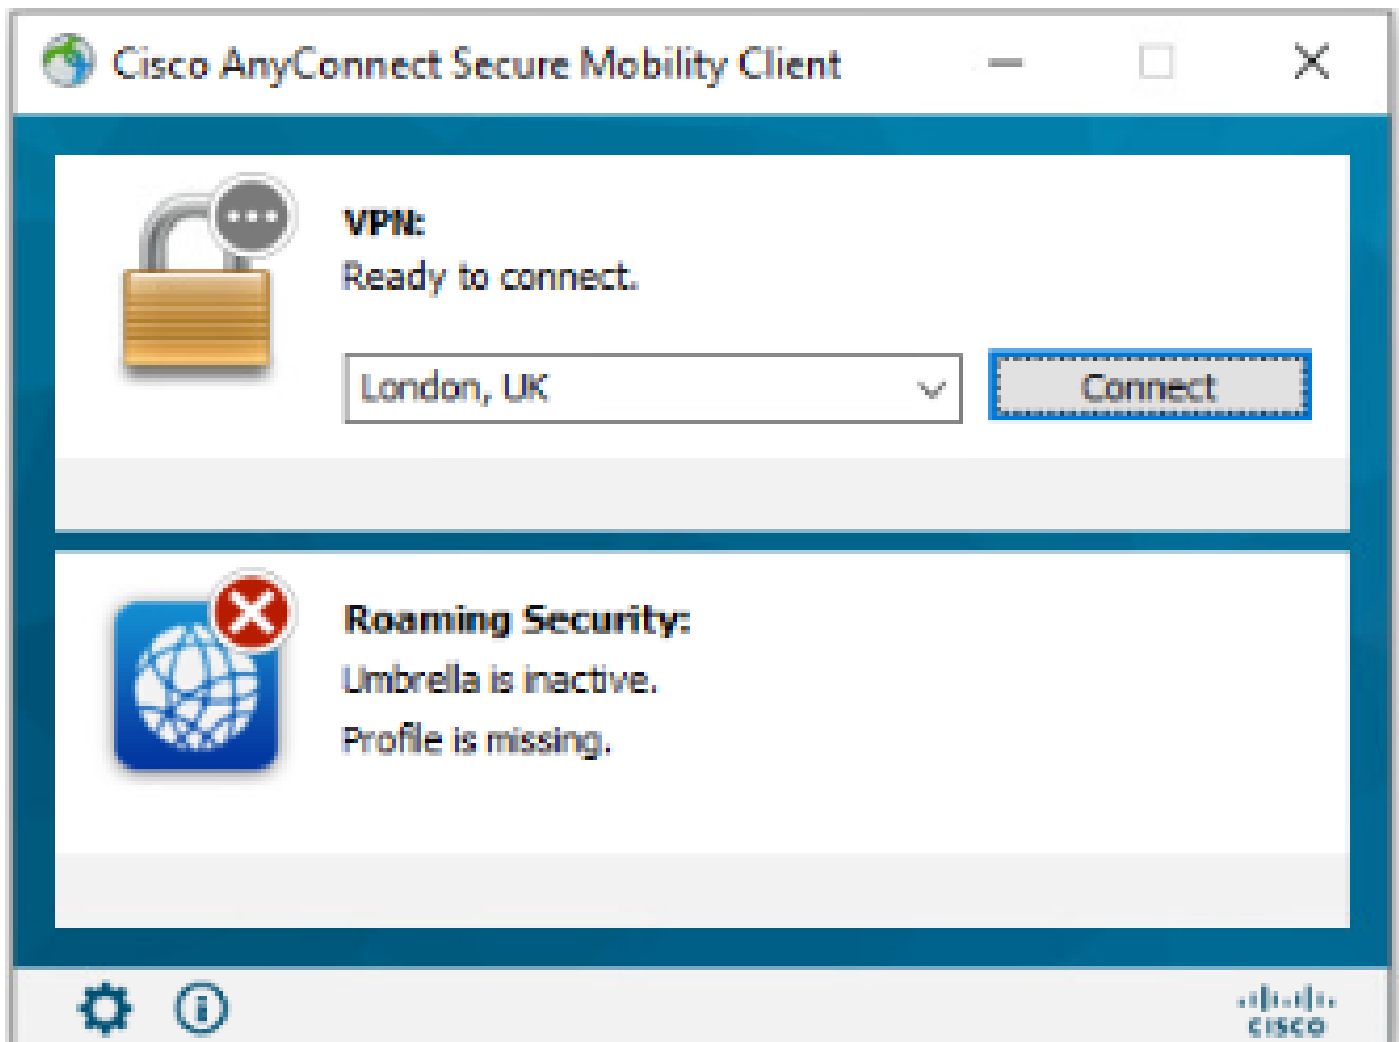 Cisco AnyConnect Secure Mobility Client
VPN:
Ready to connect.
London, UK
Connect
Roaming Security:
Umbrella is inactive.
Profile is missing.
CISCO